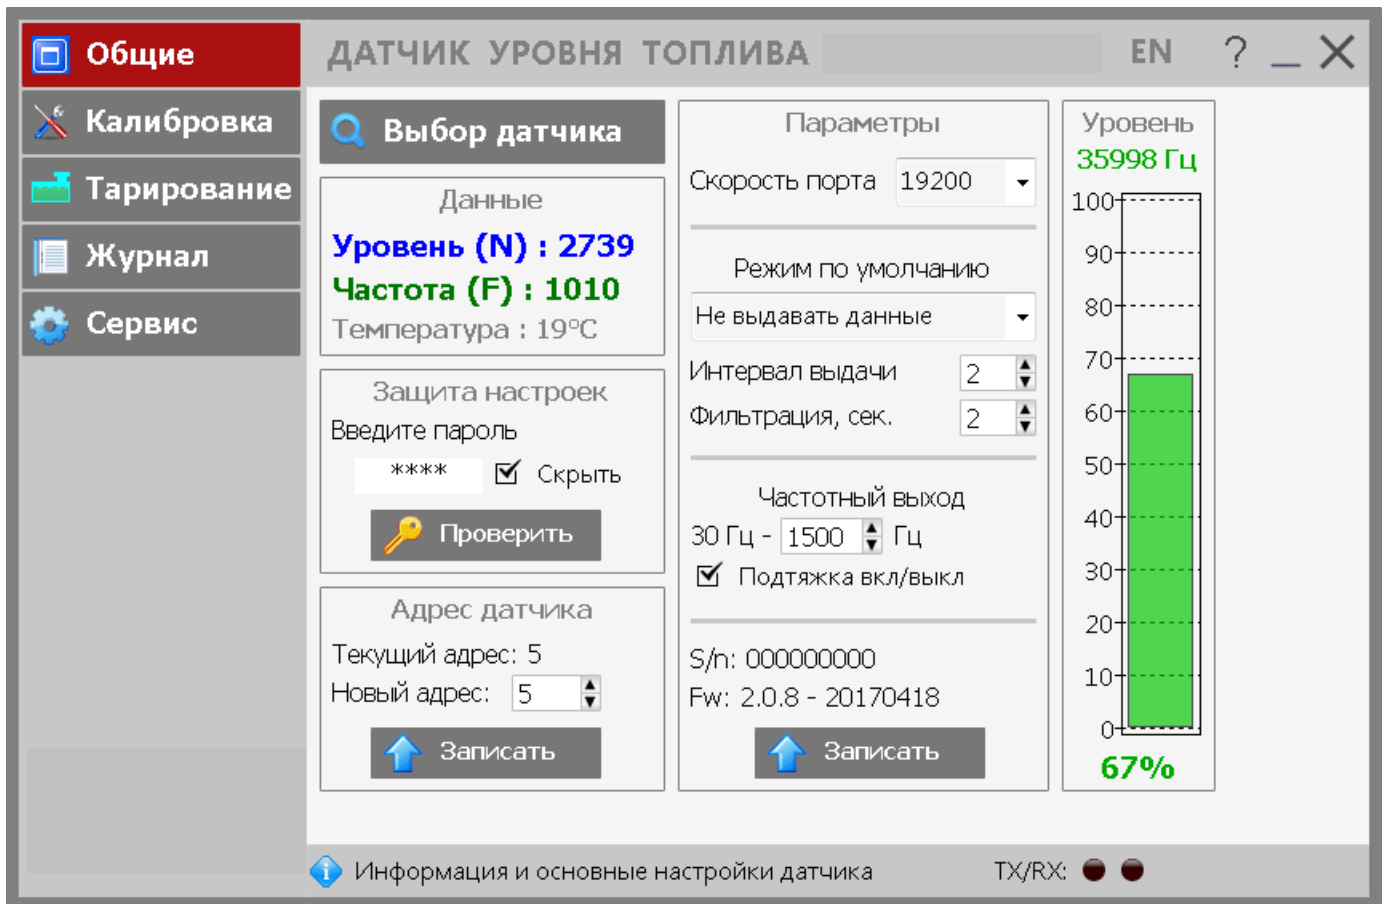 Общие
Калибровка
Тарирование
Журнал
Сервис
ДАТЧИК УРОВНЯ ТОПЛИВА
EN ? _ X
Выбор датчика
Данные
Уровень (N) : 2739
Частота (F) : 1010
Температура : 19°C
Защита настроек
Введите пароль
**** Скрыть
Проверить
Адрес датчика
Текущий адрес: 5
Новый адрес: 5
Записать
Параметры
Скорость порта 19200
Режим по умолчанию
Не выдавать данные
Интервал выдачи 2
Фильтрация, сек. 2
Частотный выход
30 Гц - 1500 Гц
Подтяжка вкл/выкл
S/n: 000000000
Fw: 2.0.8 - 20170418
Записать
Уровень
35998 Гц
100
90
80
70
60
50
40
30
20
10
0
67%
Информация и основные настройки датчика
TX/RX: